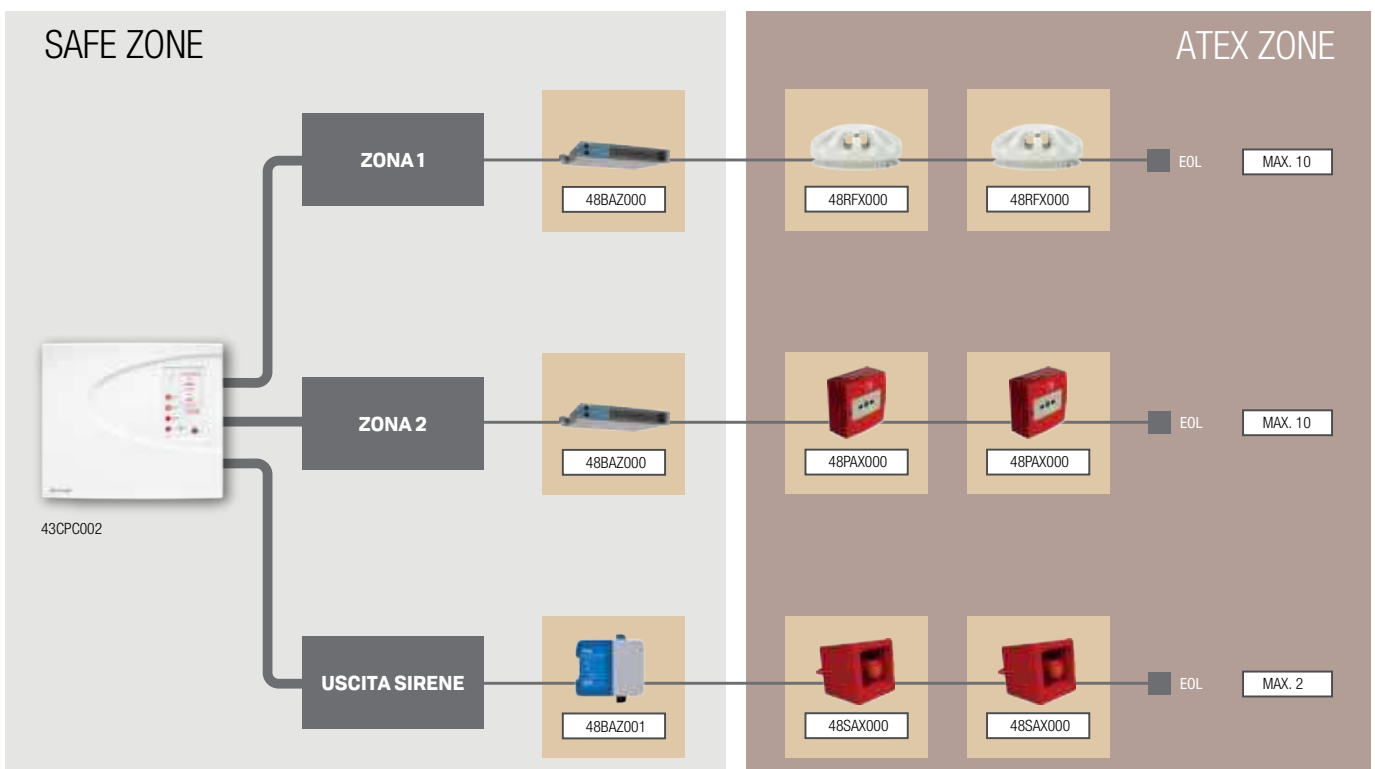 SAFE ZONE
ATEX ZONE
ZONA 1
48BAZ000
48RFX000
48RFX000
EOL
MAX. 10
ZONA 2
48BAZ000
48PAX000
48PAX000
EOL
MAX. 10
43CPC002
USCITA SIRENE
48BAZ001
48SAX000
48SAX000
EOL
MAX. 2